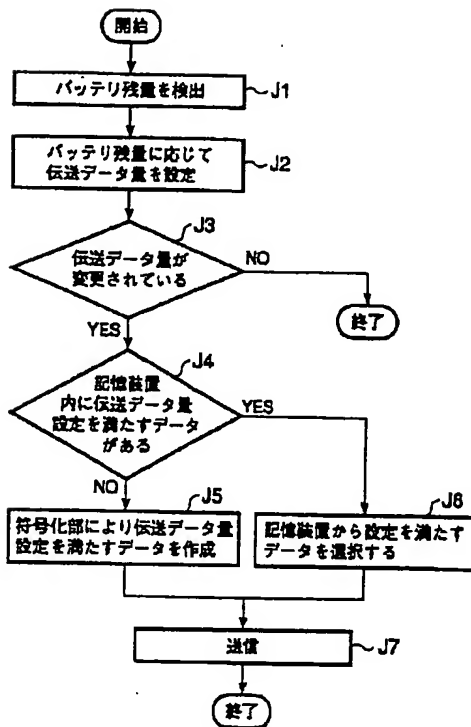 開始
バッテリ残量を検出
J1
バッテリ残量に応じて
伝送データ量を設定
J2
J3
伝送データ量が
変更されている
NO
終了
YES
J4
記憶装置
内に伝送データ量
設定を満たすデータ
がある
YES
NO
J5
符号化部により伝送データ量
設定を満たすデータを作成
J6
記憶装置から設定を満たす
データを選択する
送信
J7
終了